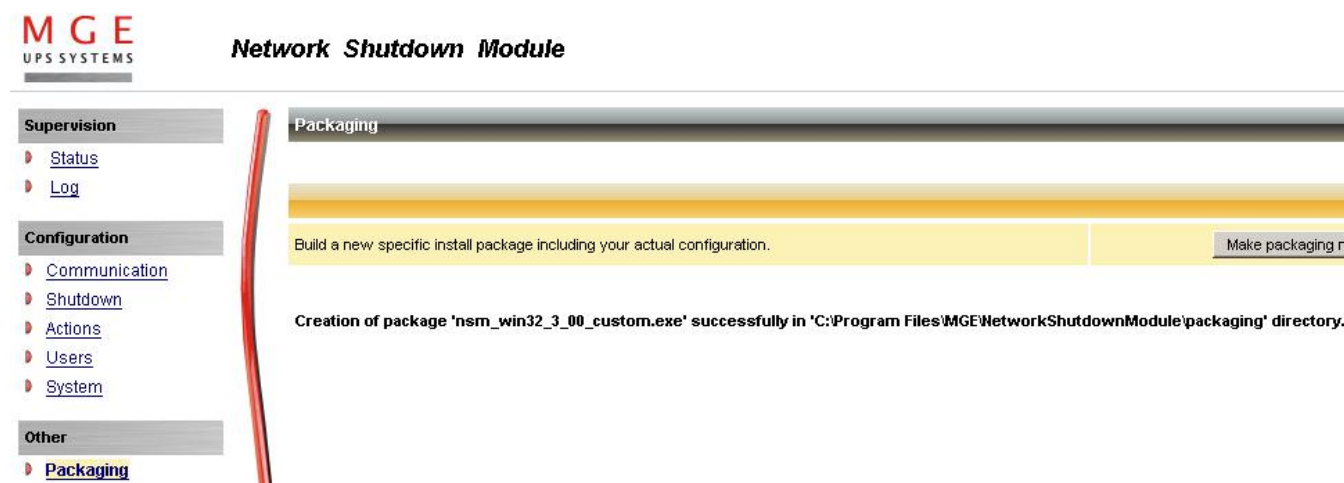 MGE
UPS SYSTEMS
Network Shutdown Module
Supervision
Status
Log
Configuration
Communication
Shutdown
Actions
Users
System
Other
Packaging
Packaging
Build a new specific install package including your actual configuration.
Make packaging
Creation of package 'nsm_win32_3_00_custom.exe' successfully in 'C:\Program Files\MGE\NetworkShutdownModule\packaging' directory.